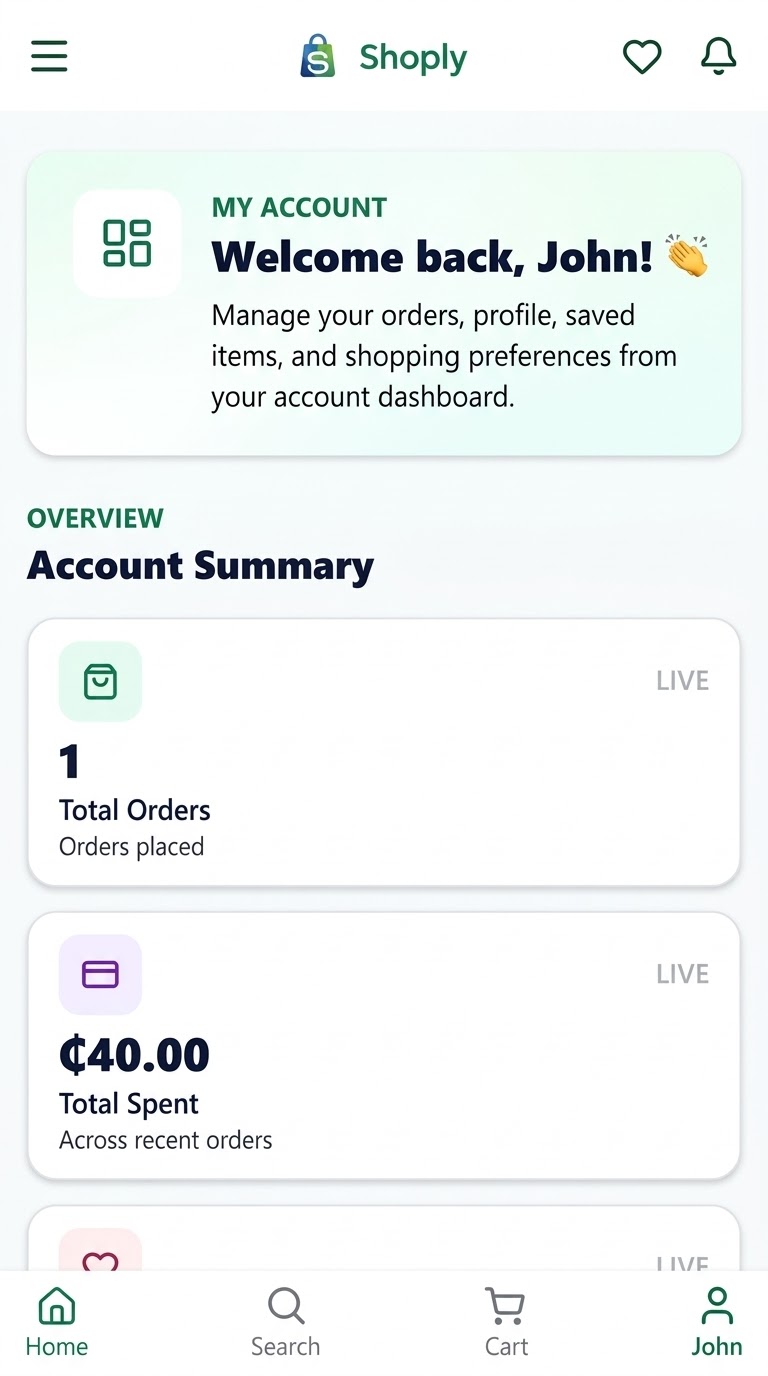 Shoply
MY ACCOUNT
Welcome back, John! 👏
Manage your orders, profile, saved
items, and shopping preferences from
your account dashboard.
OVERVIEW
Account Summary
LIVE
1
Total Orders
Orders placed
LIVE
₵40.00
Total Spent
Across recent orders
LIVE
Home
Search
Cart
John